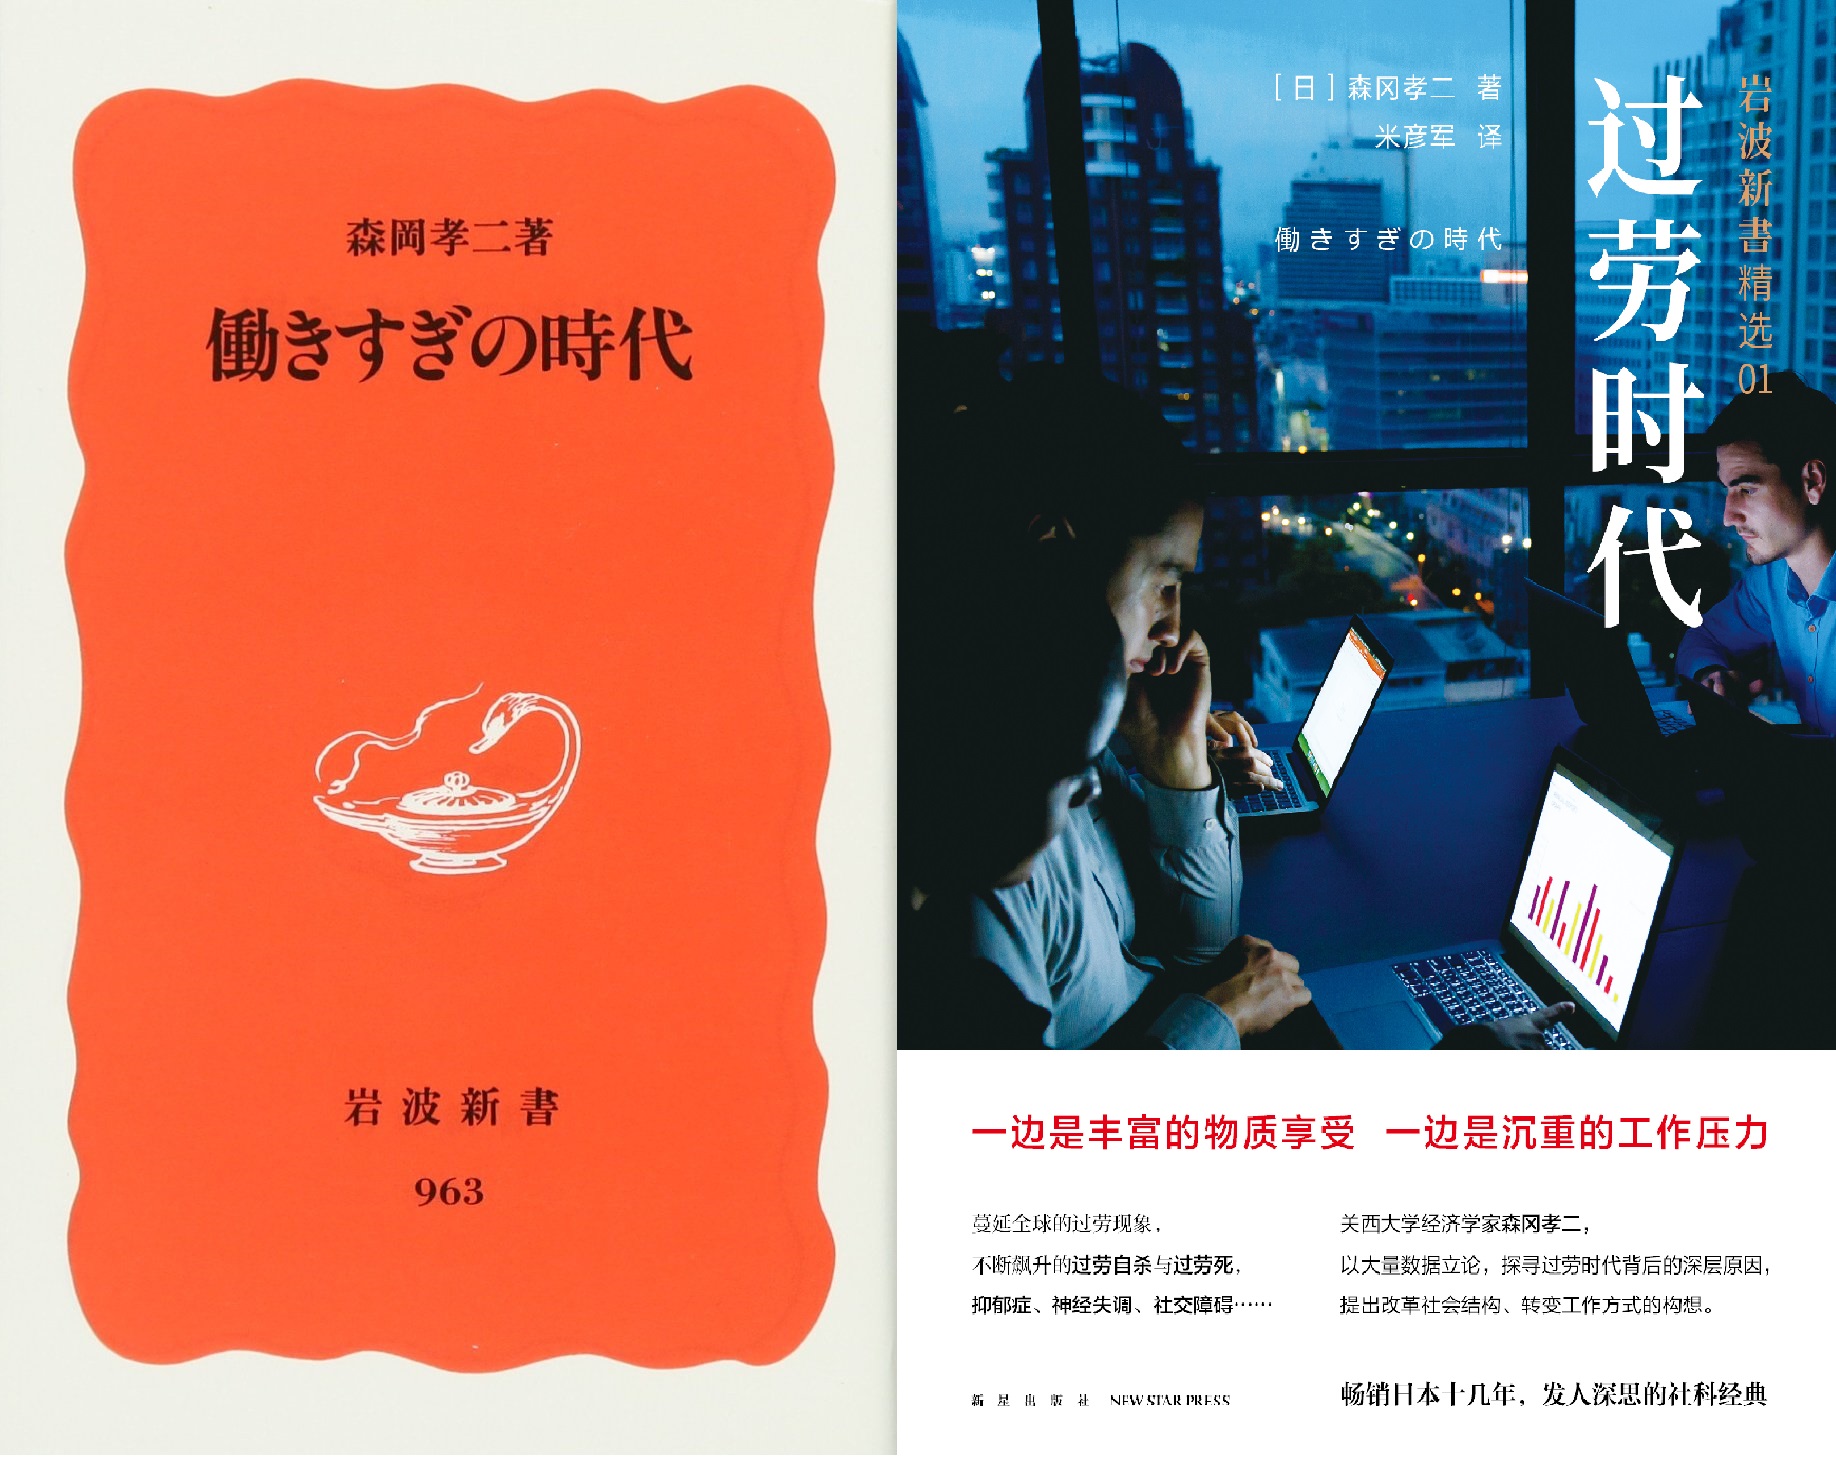 森岡孝二著
働きすぎの時代
岩波新書
963
岩波新書精选01
过劳时代
[日]森冈孝二 著
米彦军 译
働きすぎの時代
一边是丰富的物质享受 一边是沉重的工作压力
蔓延全球的过劳现象，
不断飙升的过劳自杀与过劳死，
抑郁症、神经失调、社交障碍……
关西大学经济学家森冈孝二，
以大量数据立论，探寻过劳时代背后的深层原因，
提出改革社会结构、转变工作方式的构想。
新星出版社 NEW STAR PRESS
畅销日本十几年，发人深思的社科经典